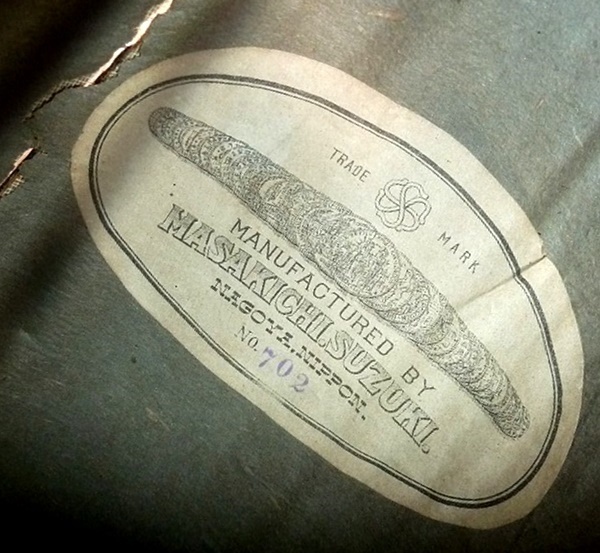 TRADE MARK
MANUFACTURED BY
MASAKICHI.SUZUKI.
NAGOYA.NIPPON.
NO. 702